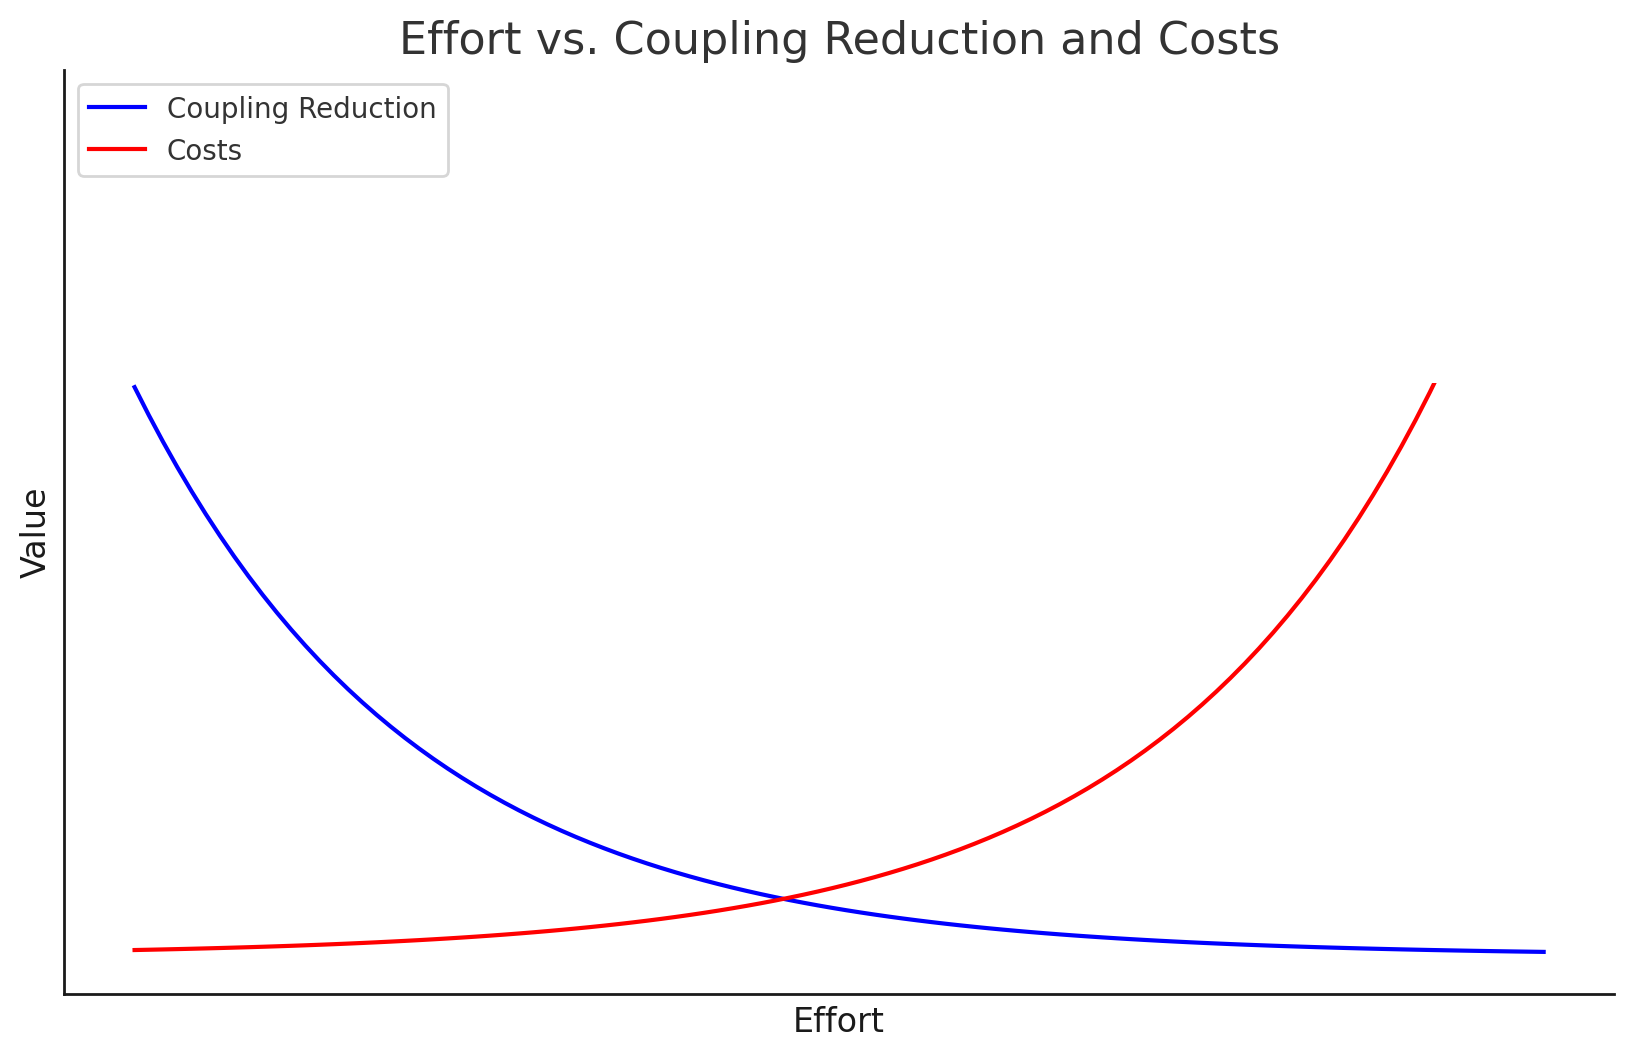 Effort vs. Coupling Reduction and Costs
Coupling Reduction
Costs
Value
Effort